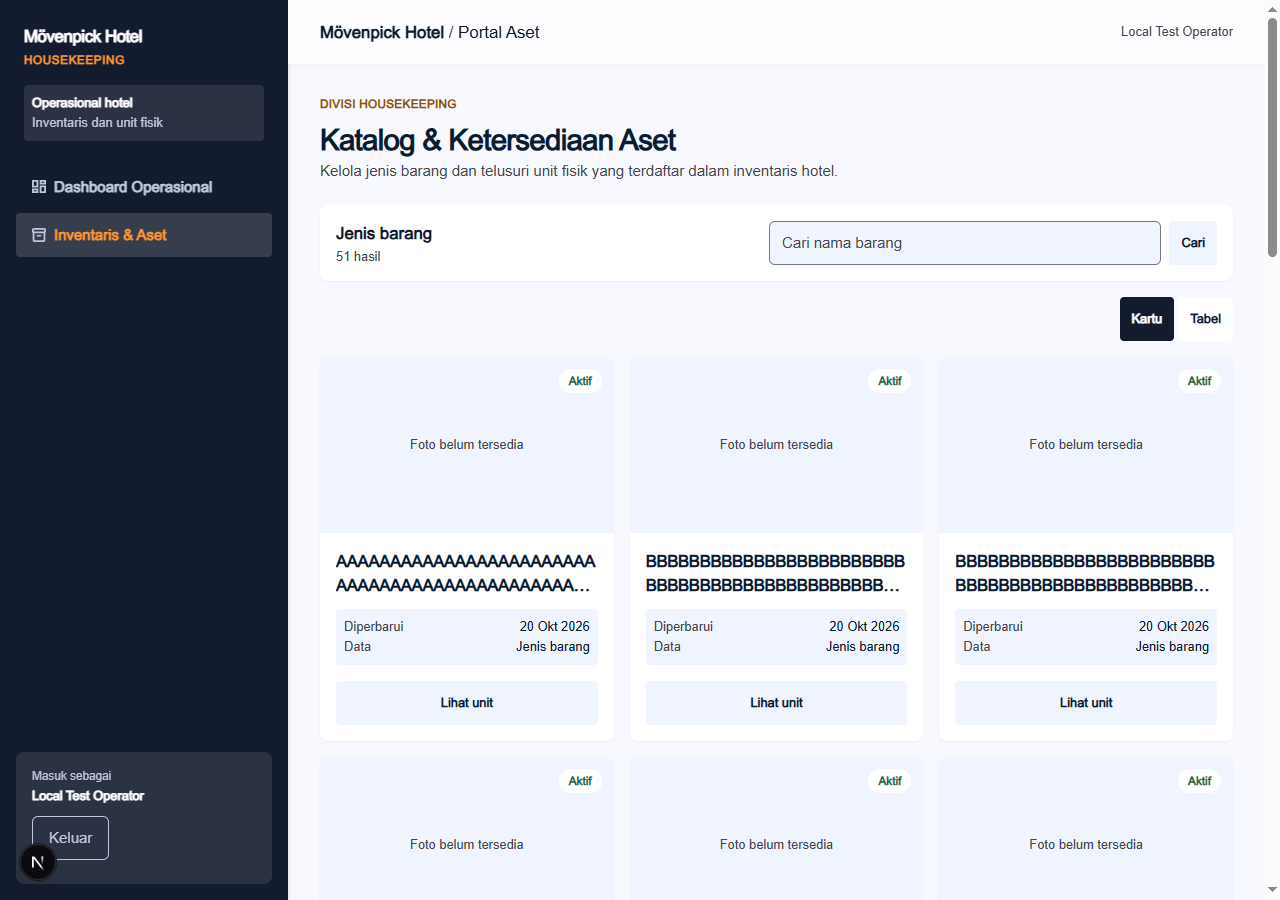 Mövenpick Hotel
HOUSEKEEPING
Operasional hotel
Inventaris dan unit fisik
Dashboard Operasional
Inventaris & Aset
Masuk sebagai
Local Test Operator
Keluar
N
Mövenpick Hotel / Portal Aset
Local Test Operator
DIVISI HOUSEKEEPING
Katalog & Ketersediaan Aset
Kelola jenis barang dan telusuri unit fisik yang terdaftar dalam inventaris hotel.
Jenis barang
51 hasil
Cari nama barang
Cari
Kartu
Tabel
Aktif
Foto belum tersedia
AAAAAAAAAAAAAAAAAAAAAAAA
AAAAAAAAAAAAAAAAAAAAAA…
Diperbarui 20 Okt 2026
Data Jenis barang
Lihat unit
Aktif
Foto belum tersedia
BBBBBBBBBBBBBBBBBBBBBBBB
BBBBBBBBBBBBBBBBBBBBBB…
Diperbarui 20 Okt 2026
Data Jenis barang
Lihat unit
Aktif
Foto belum tersedia
BBBBBBBBBBBBBBBBBBBBBBBB
BBBBBBBBBBBBBBBBBBBBBB…
Diperbarui 20 Okt 2026
Data Jenis barang
Lihat unit
Aktif
Foto belum tersedia
Aktif
Foto belum tersedia
Aktif
Foto belum tersedia